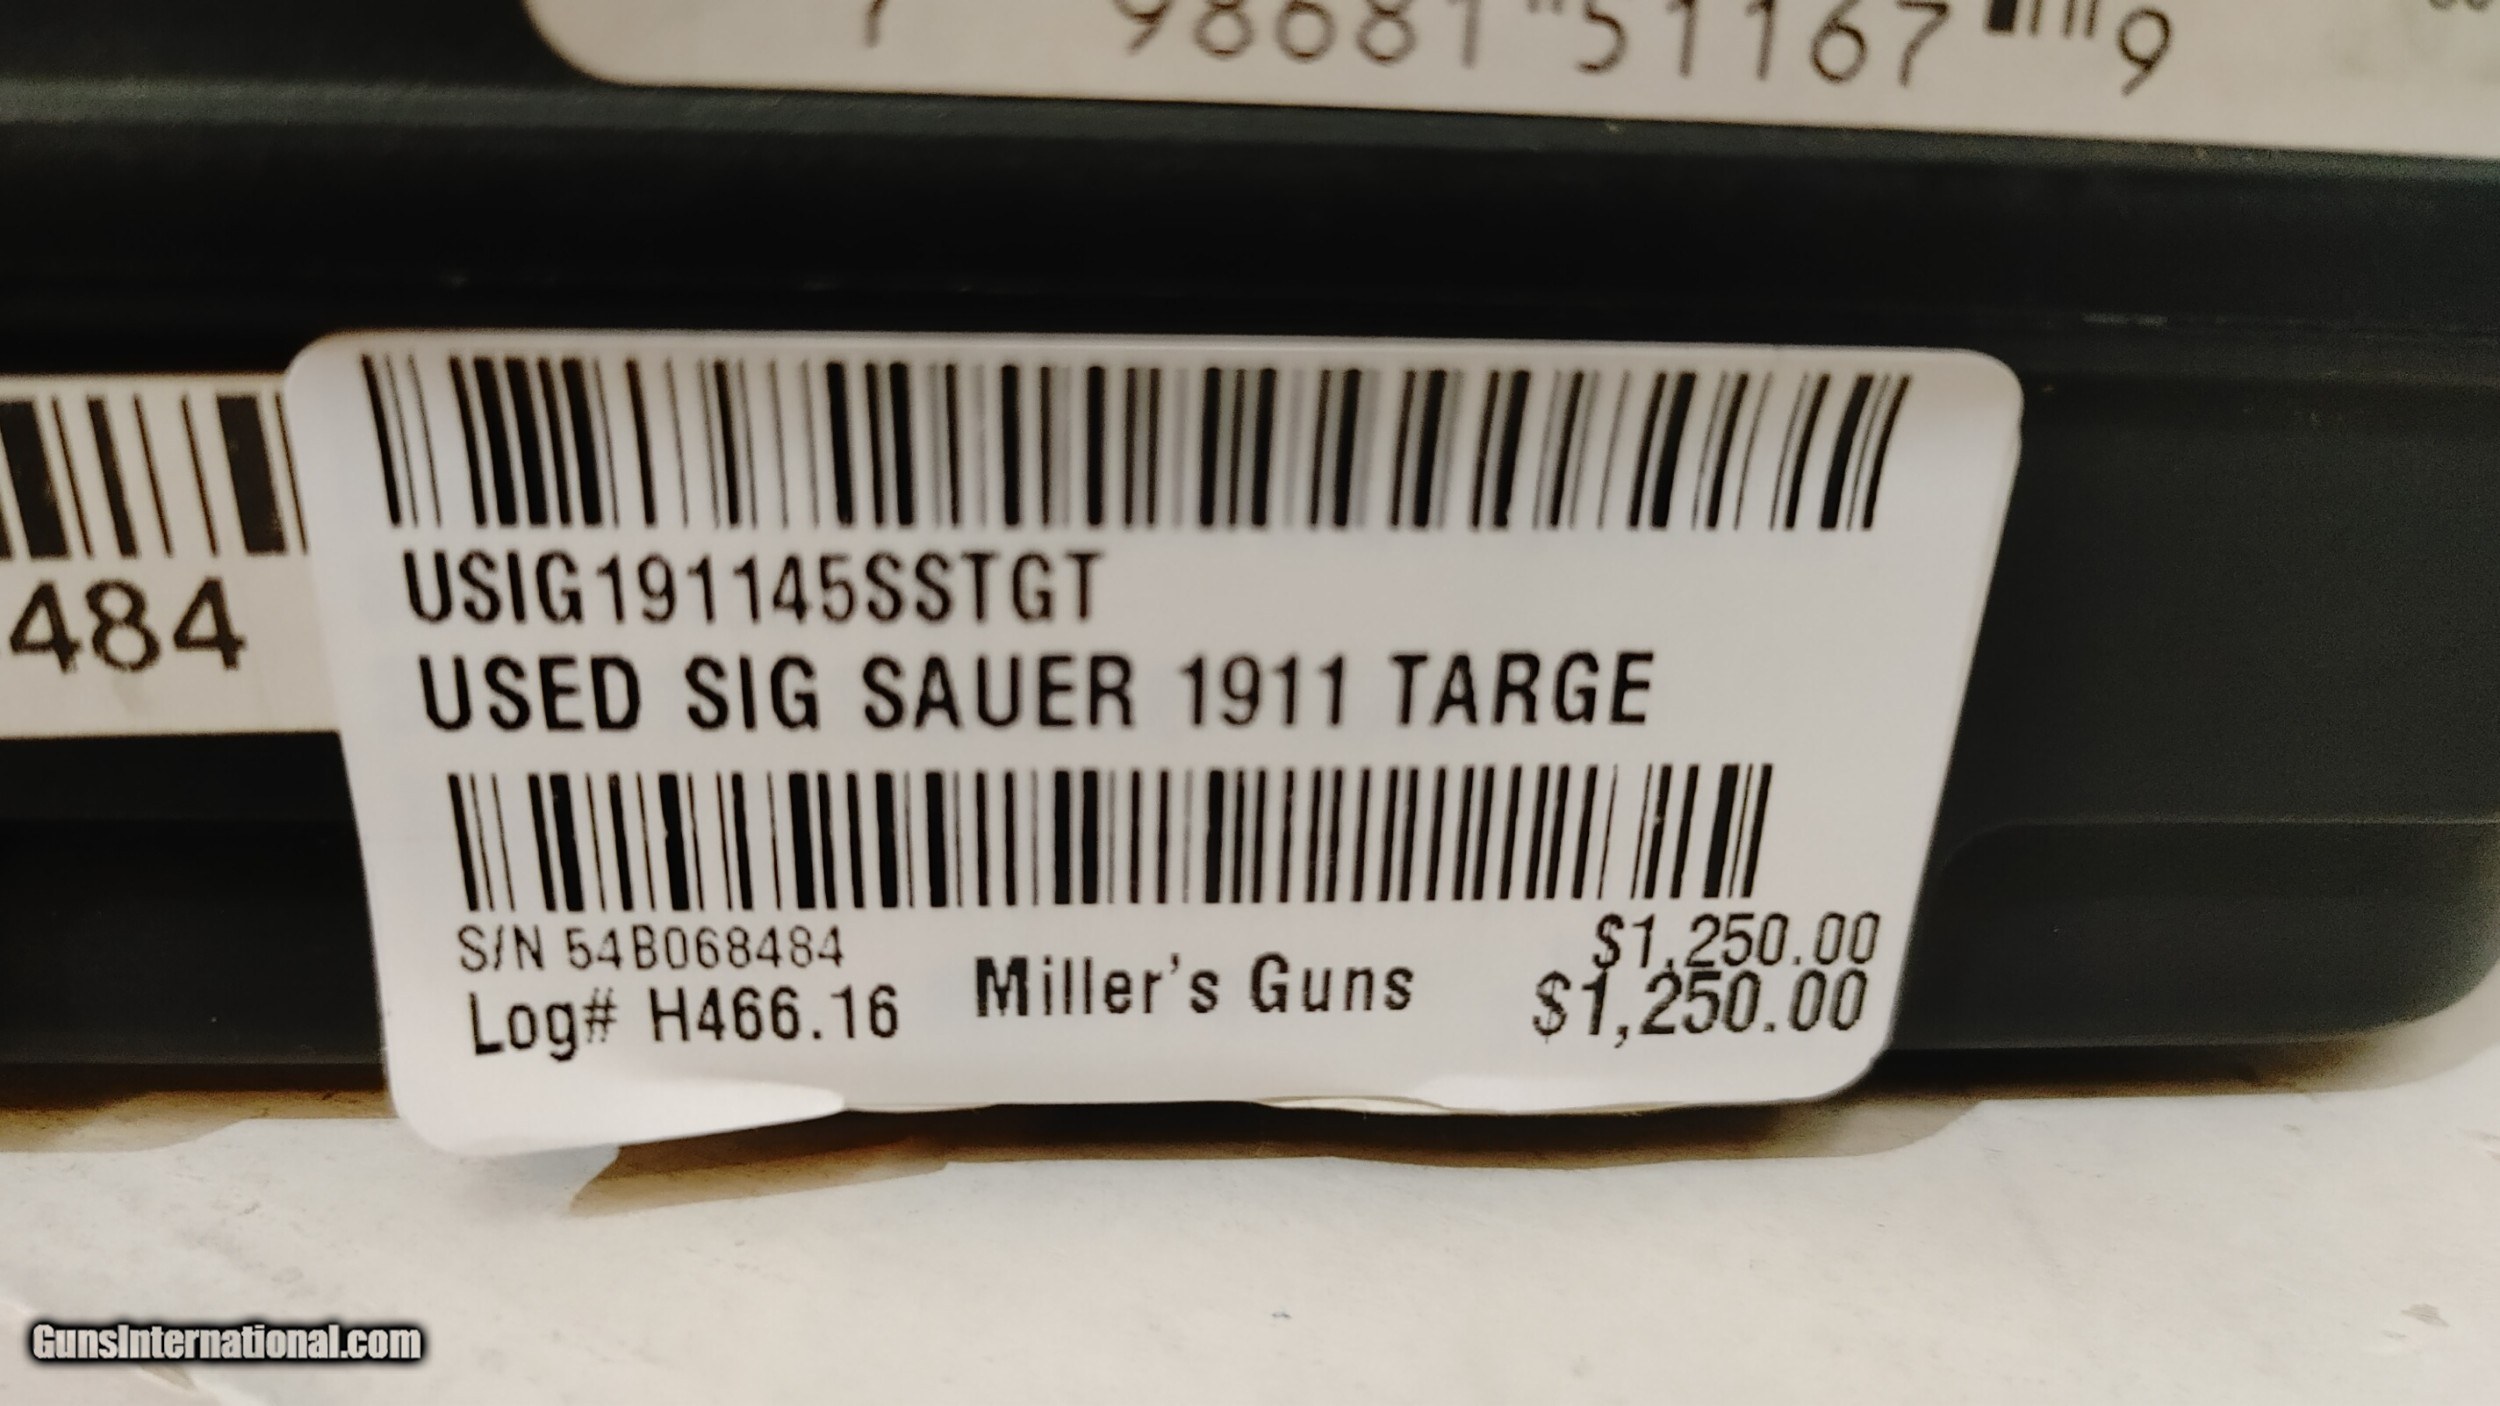 7 98681 51167 9
484
USIG191145SSTGT
USED SIG SAUER 1911 TARGE
S/N 54B068484
$1,250.00
Log# H466.16
Miller's Guns
$1,250.00
GunsInternational.com